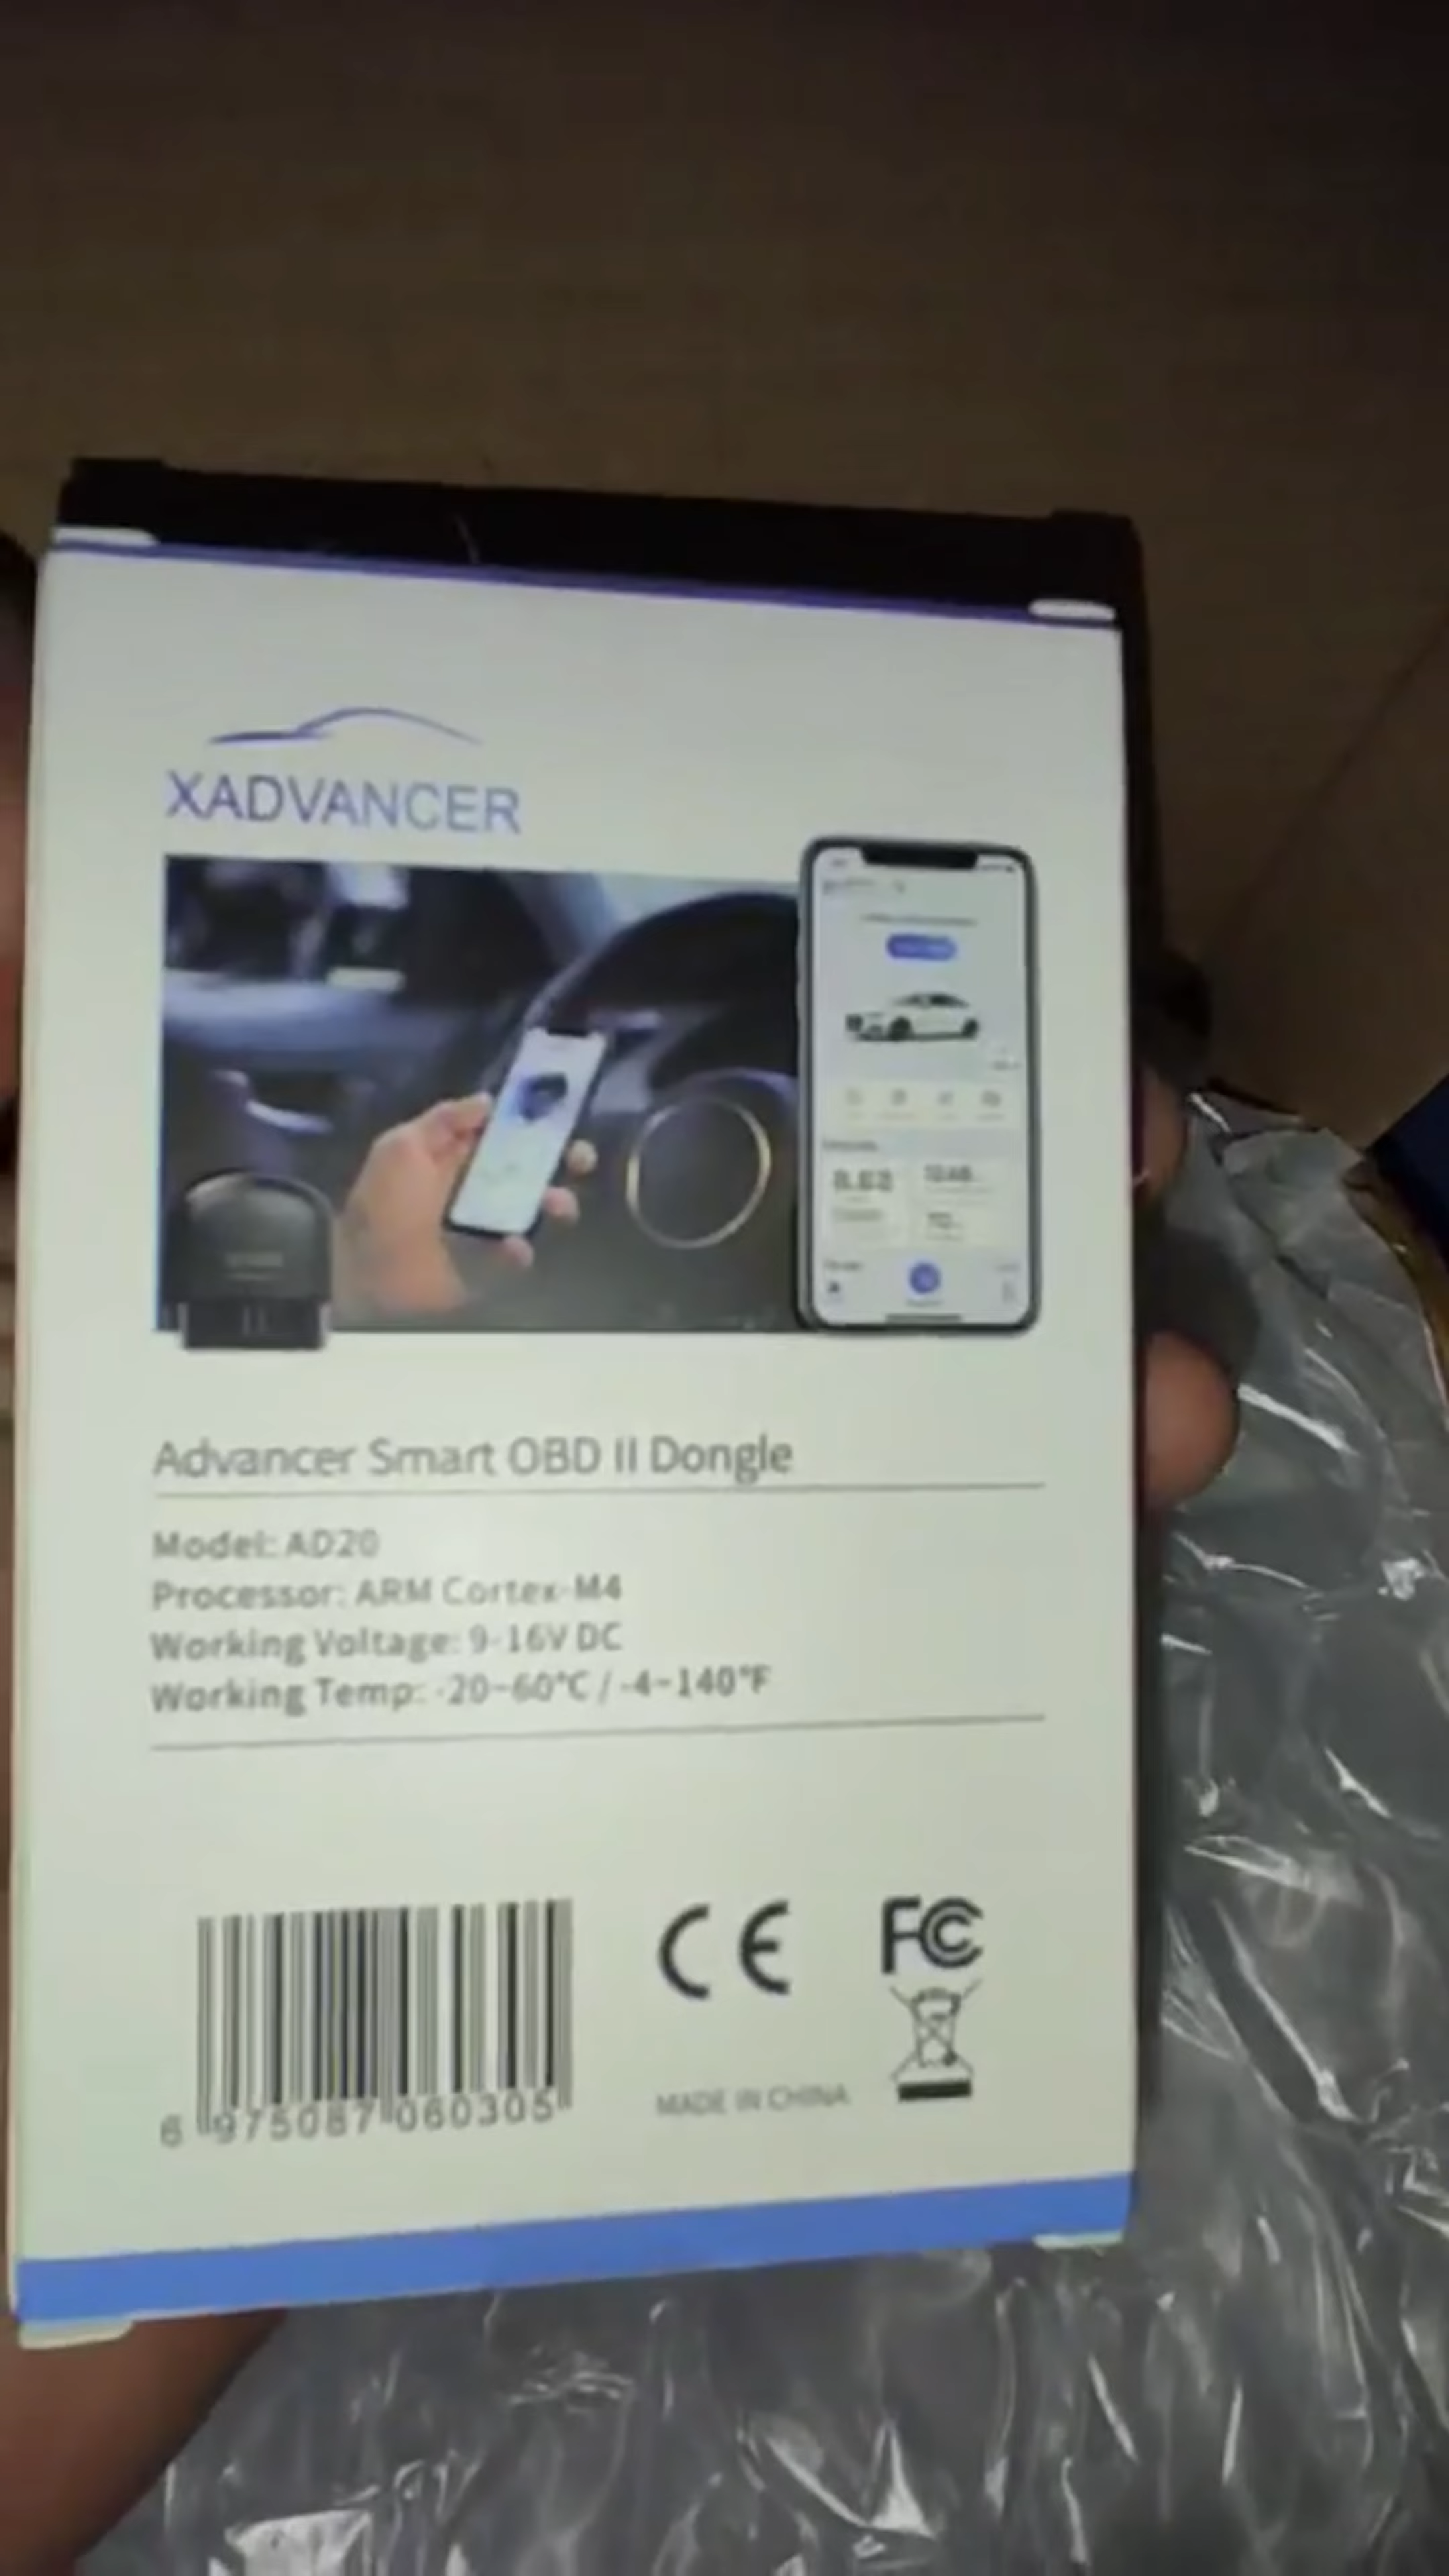 XADVANCER
Advancer Smart OBD II Dongle
Model: AD20
Processor: ARM Cortex-M4
Working Voltage: 9-16V DC
Working Temp: -20~60°C / -4~140°F
6 975087 060305
CE
FC
MADE IN CHINA